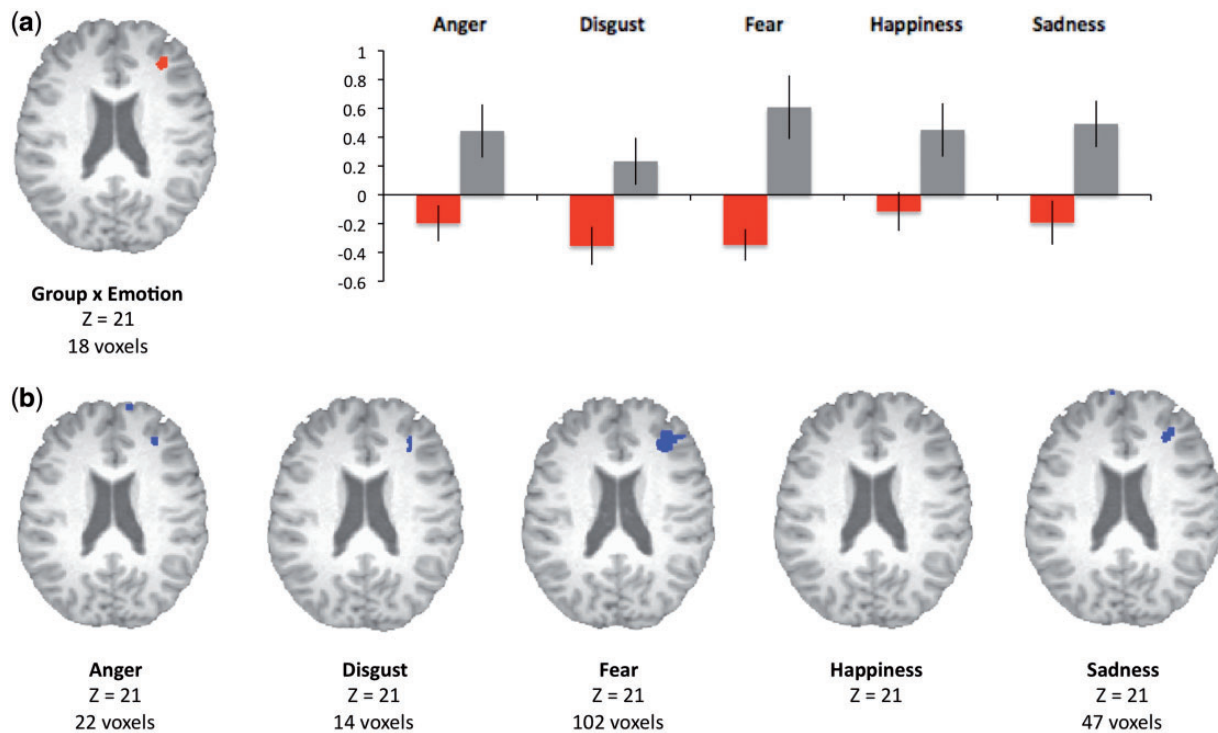 (a)
Anger Disgust Fear Happiness Sadness
1
0.8
0.6
0.4
0.2
0
-0.2
-0.4
-0.6
Group x Emotion
Z = 21
18 voxels
(b)
Anger Disgust Fear Happiness Sadness
Z = 21 Z = 21 Z = 21 Z = 21 Z = 21
22 voxels 14 voxels 102 voxels 47 voxels